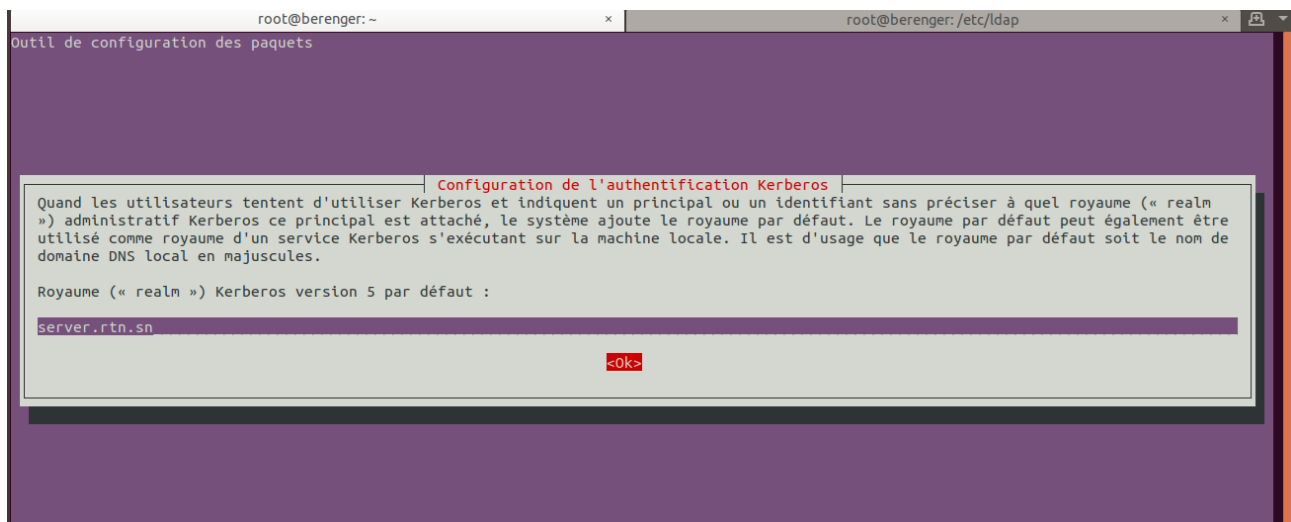 root@berenger: ~ × root@berenger: /etc/ldap ×
Outil de configuration des paquets
Configuration de l'authentification Kerberos
Quand les utilisateurs tentent d'utiliser Kerberos et indiquent un principal ou un identifiant sans préciser à quel royaume (« realm
») administratif Kerberos ce principal est attaché, le système ajoute le royaume par défaut. Le royaume par défaut peut également être
utilisé comme royaume d'un service Kerberos s'exécutant sur la machine locale. Il est d'usage que le royaume par défaut soit le nom de
domaine DNS local en majuscules.
Royaume (« realm ») Kerberos version 5 par défaut :
server.rtn.sn
<Ok>